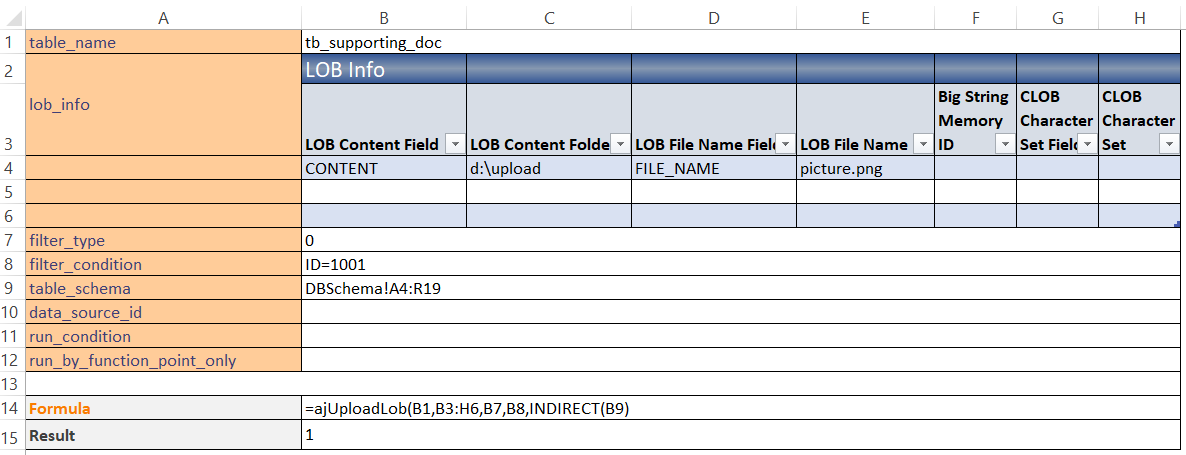 A B C D E F G H
1 table_name tb_supporting_doc
2 LOB Info
lob_info
Big String CLOB CLOB
Memory Character Character
3 LOB Content Field LOB Content Folde LOB File Name Fiel LOB File Name ID Set Field Set
4 CONTENT d:\upload FILE_NAME picture.png
5
6
7 filter_type 0
8 filter_condition ID=1001
9 table_schema DBSchema!A4:R19
10 data_source_id
11 run_condition
12 run_by_function_point_only
13
14 Formula =ajUploadLob(B1,B3:H6,B7,B8,INDIRECT(B9)
15 Result 1